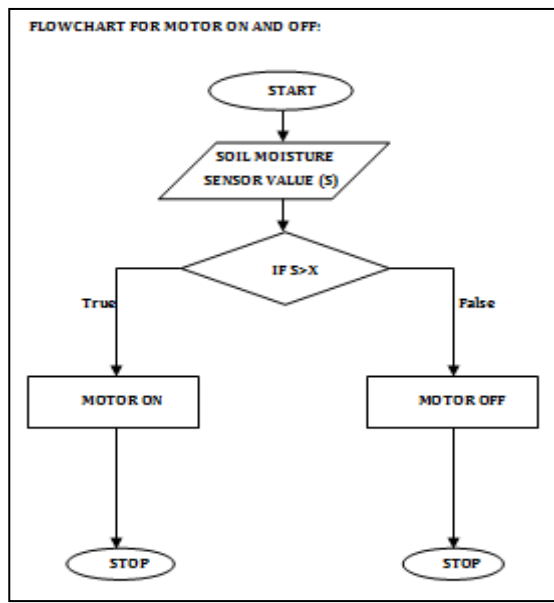 FLOWCHART FOR MOTOR ON AND OFF:
START
SOIL MOISTURE
SENSOR VALUE (S)
IF S>X
True
False
MOTOR ON
MOTOR OFF
STOP
STOP